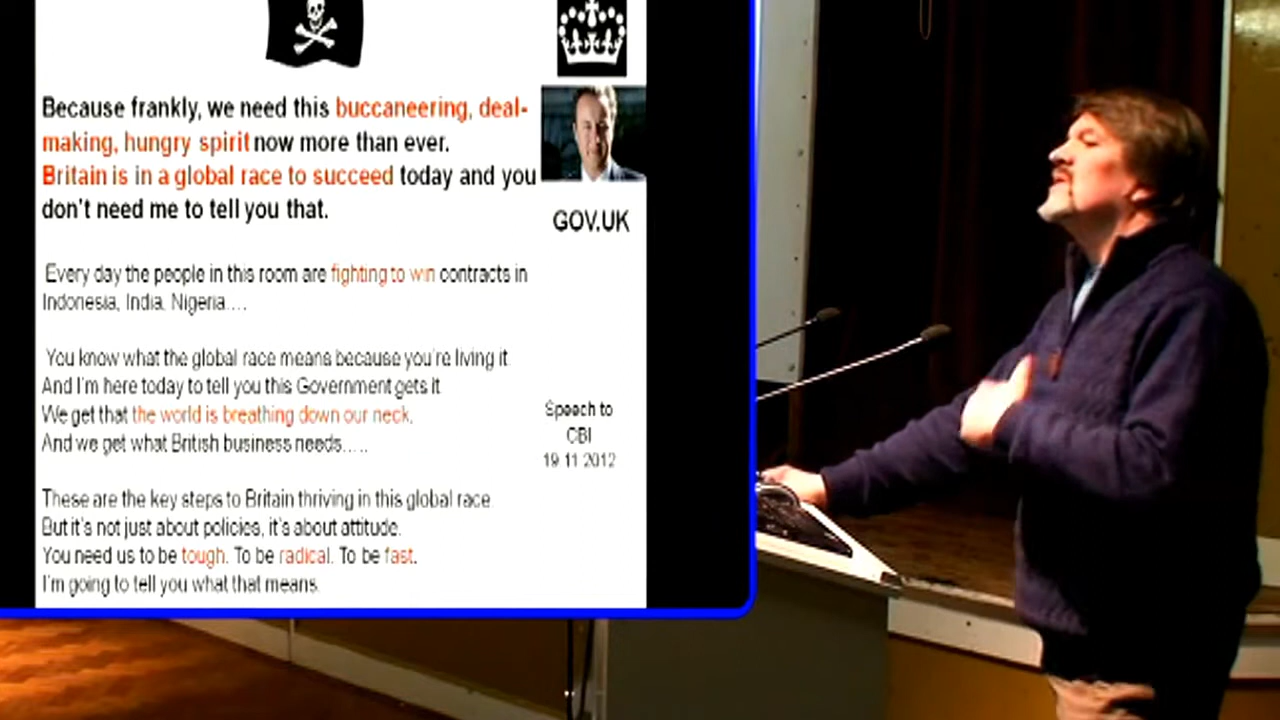 Because frankly, we need this buccaneering, deal-
making, hungry spirit now more than ever.
Britain is in a global race to succeed today and you
don't need me to tell you that.
GOV.UK
Every day the people in this room are fighting to win contracts in
Indonesia, India, Nigeria....
You know what the global race means because you're living it
And I'm here today to tell you this Government gets it
We get that the world is breathing down our neck.
And we get what British business needs.....
Speech to
CBI
19 11 2012
These are the key steps to Britain thriving in this global race
But it's not just about policies, it's about attitude.
You need us to be tough. To be radical. To be fast.
I'm going to tell you what that means